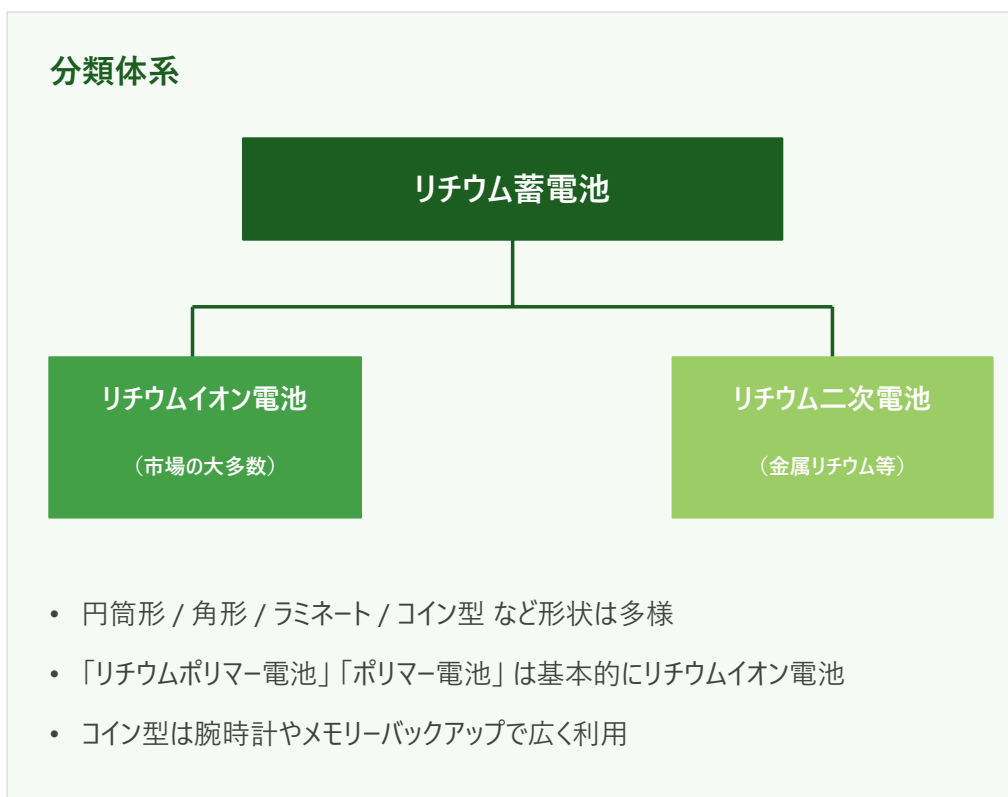 分類体系
リチウム蓄電池
リチウムイオン電池
（市場の大多数）
リチウム二次電池
（金属リチウム等）
• 円筒形 / 角形 / ラミネート / コイン型 など形状は多様
• 「リチウムポリマー電池」「ポリマー電池」は基本的にリチウムイオン電池
• コイン型は腕時計やメモリーバックアップで広く利用